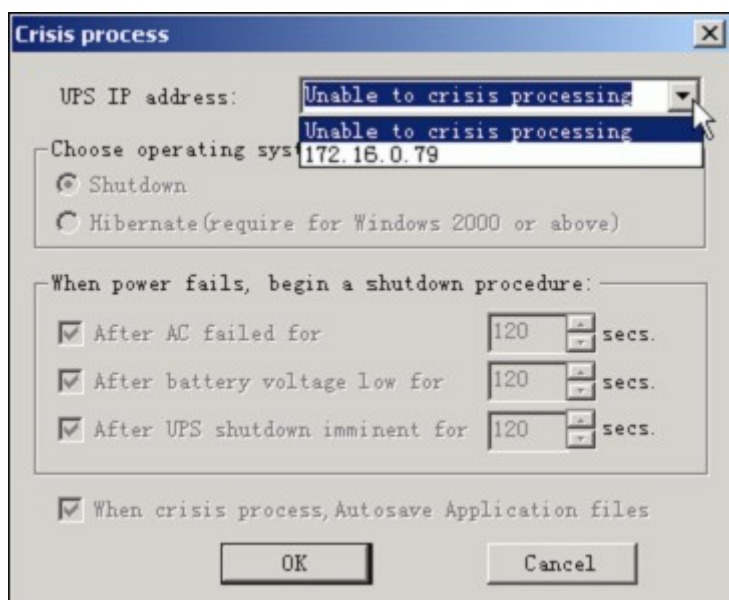 Crisis process
UPS IP address:
Unable to crisis processing
Unable to crisis processing
172.16.0.79
Choose operating syst
Shutdown
Hibernate(require for Windows 2000 or above)
When power fails, begin a shutdown procedure:
After AC failed for 120 secs.
After battery voltage low for 120 secs.
After UPS shutdown imminent for 120 secs.
When crisis process,Autosave Application files
OK Cancel